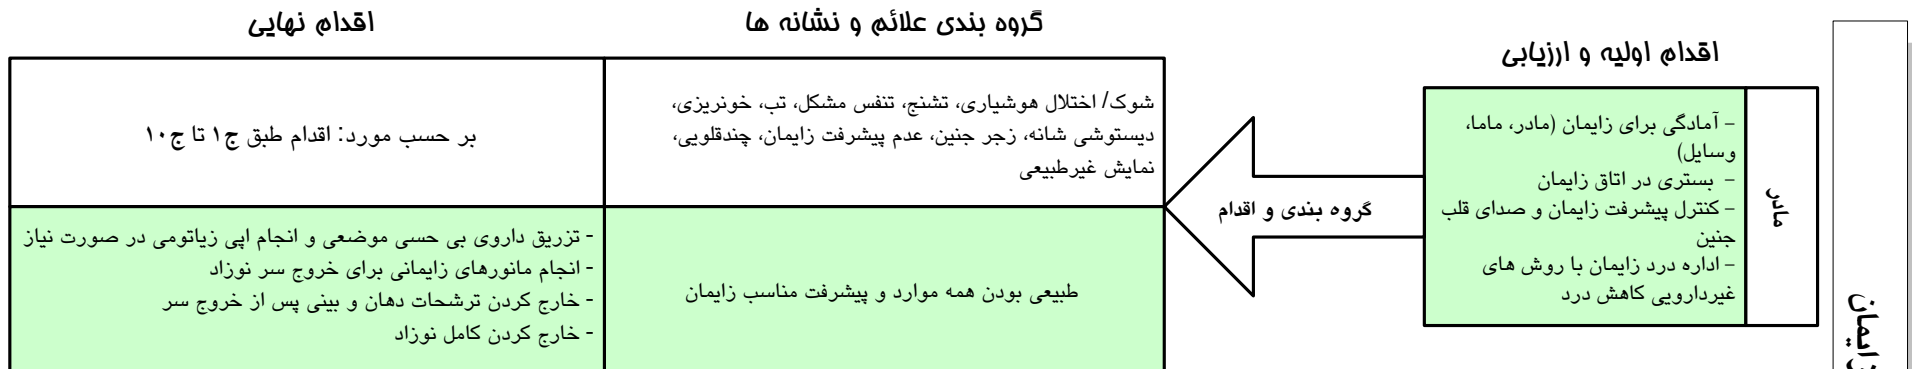 زایمان
اقدام اولیه و ارزیابی
مادر
- آمادگی برای زایمان (مادر، ماما،
وسایل)
- بستری در اتاق زایمان
- کنترل پیشرفت زایمان و صدای قلب
جنین
- اداره درد زایمان با روش های
غیردارویی کاهش درد
گروه بندی و اقدام
گروه بندی علائم و نشانه ها
شوک/ اختلال هوشیاری، تشنج، تنفس مشکل، تب، خونریزی،
دیستوشی شانه، زجر جنین، عدم پیشرفت زایمان، چندقلویی،
نمایش غیرطبیعی
طبیعی بودن همه موارد و پیشرفت مناسب زایمان
اقدام نهایی
بر حسب مورد: اقدام طبق ج۱ تا ج۱۰
- تزریق داروی بی حسی موضعی و انجام اپی زیاتومی در صورت نیاز
- انجام مانورهای زایمانی برای خروج سر نوزاد
- خارج کردن ترشحات دهان و بینی پس از خروج سر
- خارج کردن کامل نوزاد